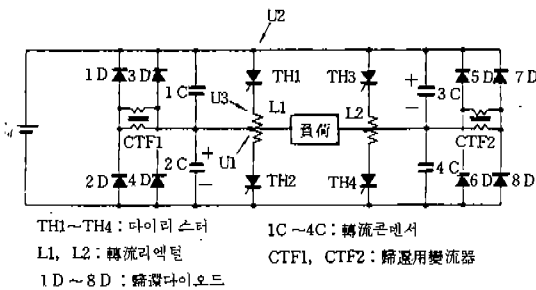 U2
1D 3D 1C TH1 TH3 3C 5D 7D
U3 L1 L2
負荷
CTF1 CTF2
2C U1
2D 4D TH2 TH4 4C 6D 8D
+ − + −
TH1~TH4 : 다이리스터
L1, L2 : 轉流리액털
1D~8D : 歸還다이오드
1C~4C : 轉流콘덴서
CTF1, CTF2 : 歸還用變流器